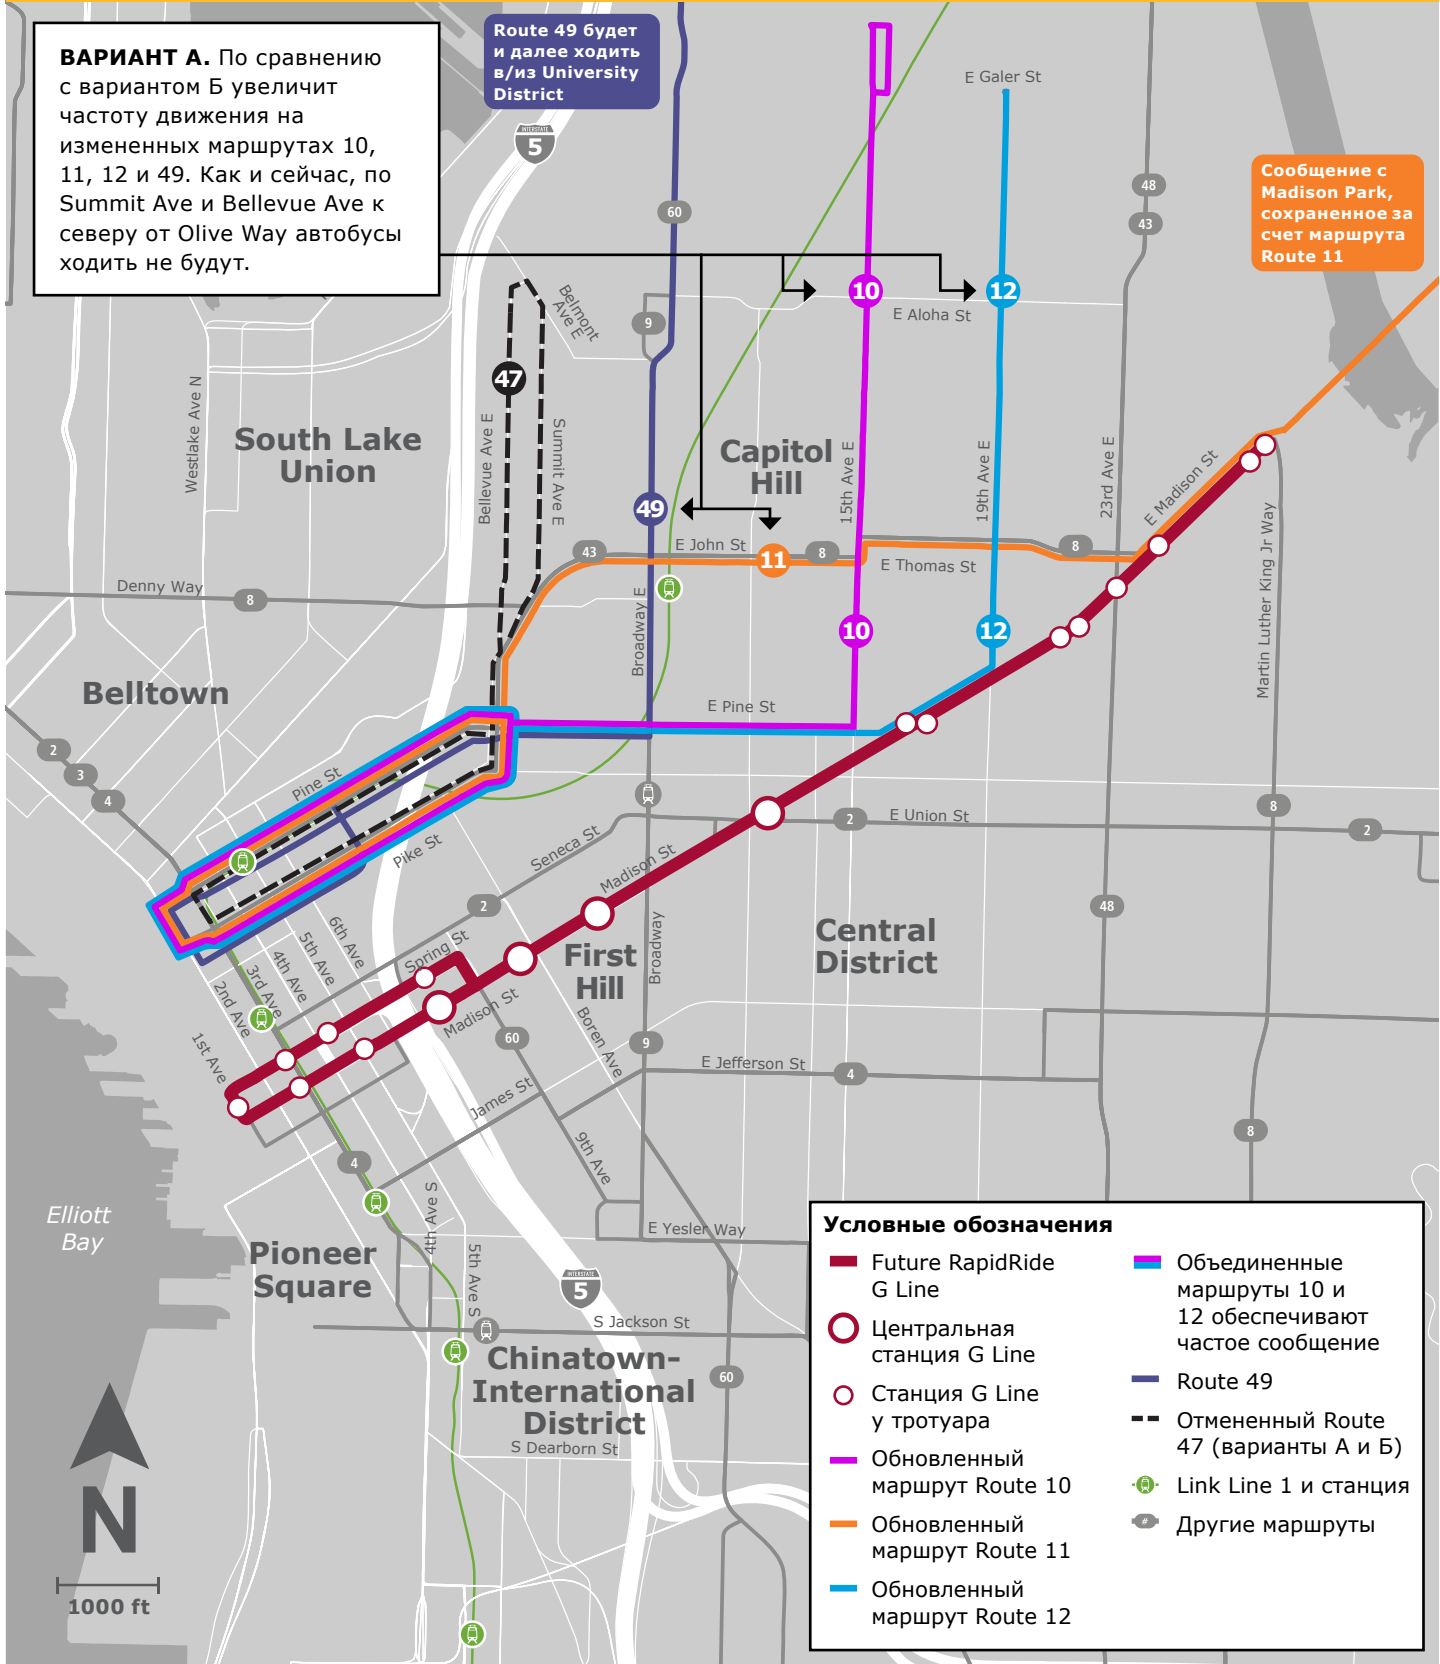 ВАРИАНТ А. По сравнению
с вариантом Б увеличит
частоту движения на
измененных маршрутах 10,
11, 12 и 49. Как и сейчас, по
Summit Ave и Bellevue Ave к
северу от Olive Way автобусы
ходить не будут.
Route 49 будет
и далее ходить
в/из University
District
INTERSTATE
5
E Galer St
48
43
Сообщение с
Madison Park,
сохраненное за
счет маршрута
Route 11
60
10
12
E Aloha St
Belmont
Ave E
9
47
Westlake Ave N
South Lake
Union
Bellevue Ave E
Summit Ave E
Capitol
Hill
15th Ave E
19th Ave E
23rd Ave E
E Madison St
49
Martin Luther King Jr Way
43
E John St
11
8
8
E Thomas St
Denny Way
8
Broadway E
10
12
Belltown
E Pine St
2
3
4
Pine St
Pike St
8
E Union St
2
2
Seneca St
Madison St
2
48
6th Ave
5th Ave
4th Ave
3rd Ave
2nd Ave
1st Ave
Spring St
First
Hill
Broadway
Central
District
Madison St
Boren Ave
60
9
E Jefferson St
4
James St
8
9th Ave
4
Elliott
Bay
4th Ave S
E Yesler Way
Pioneer
Square
5th Ave S
INTERSTATE
5
S Jackson St
Chinatown-
International
District
60
S Dearborn St
N
1000 ft
Условные обозначения
Future RapidRide
G Line
Центральная
станция G Line
Станция G Line
у тротуара
Обновленный
маршрут Route 10
Обновленный
маршрут Route 11
Обновленный
маршрут Route 12
Объединенные
маршруты 10 и
12 обеспечивают
частое сообщение
Route 49
Отмененный Route
47 (варианты А и Б)
Link Line 1 и станция
#
Другие маршруты